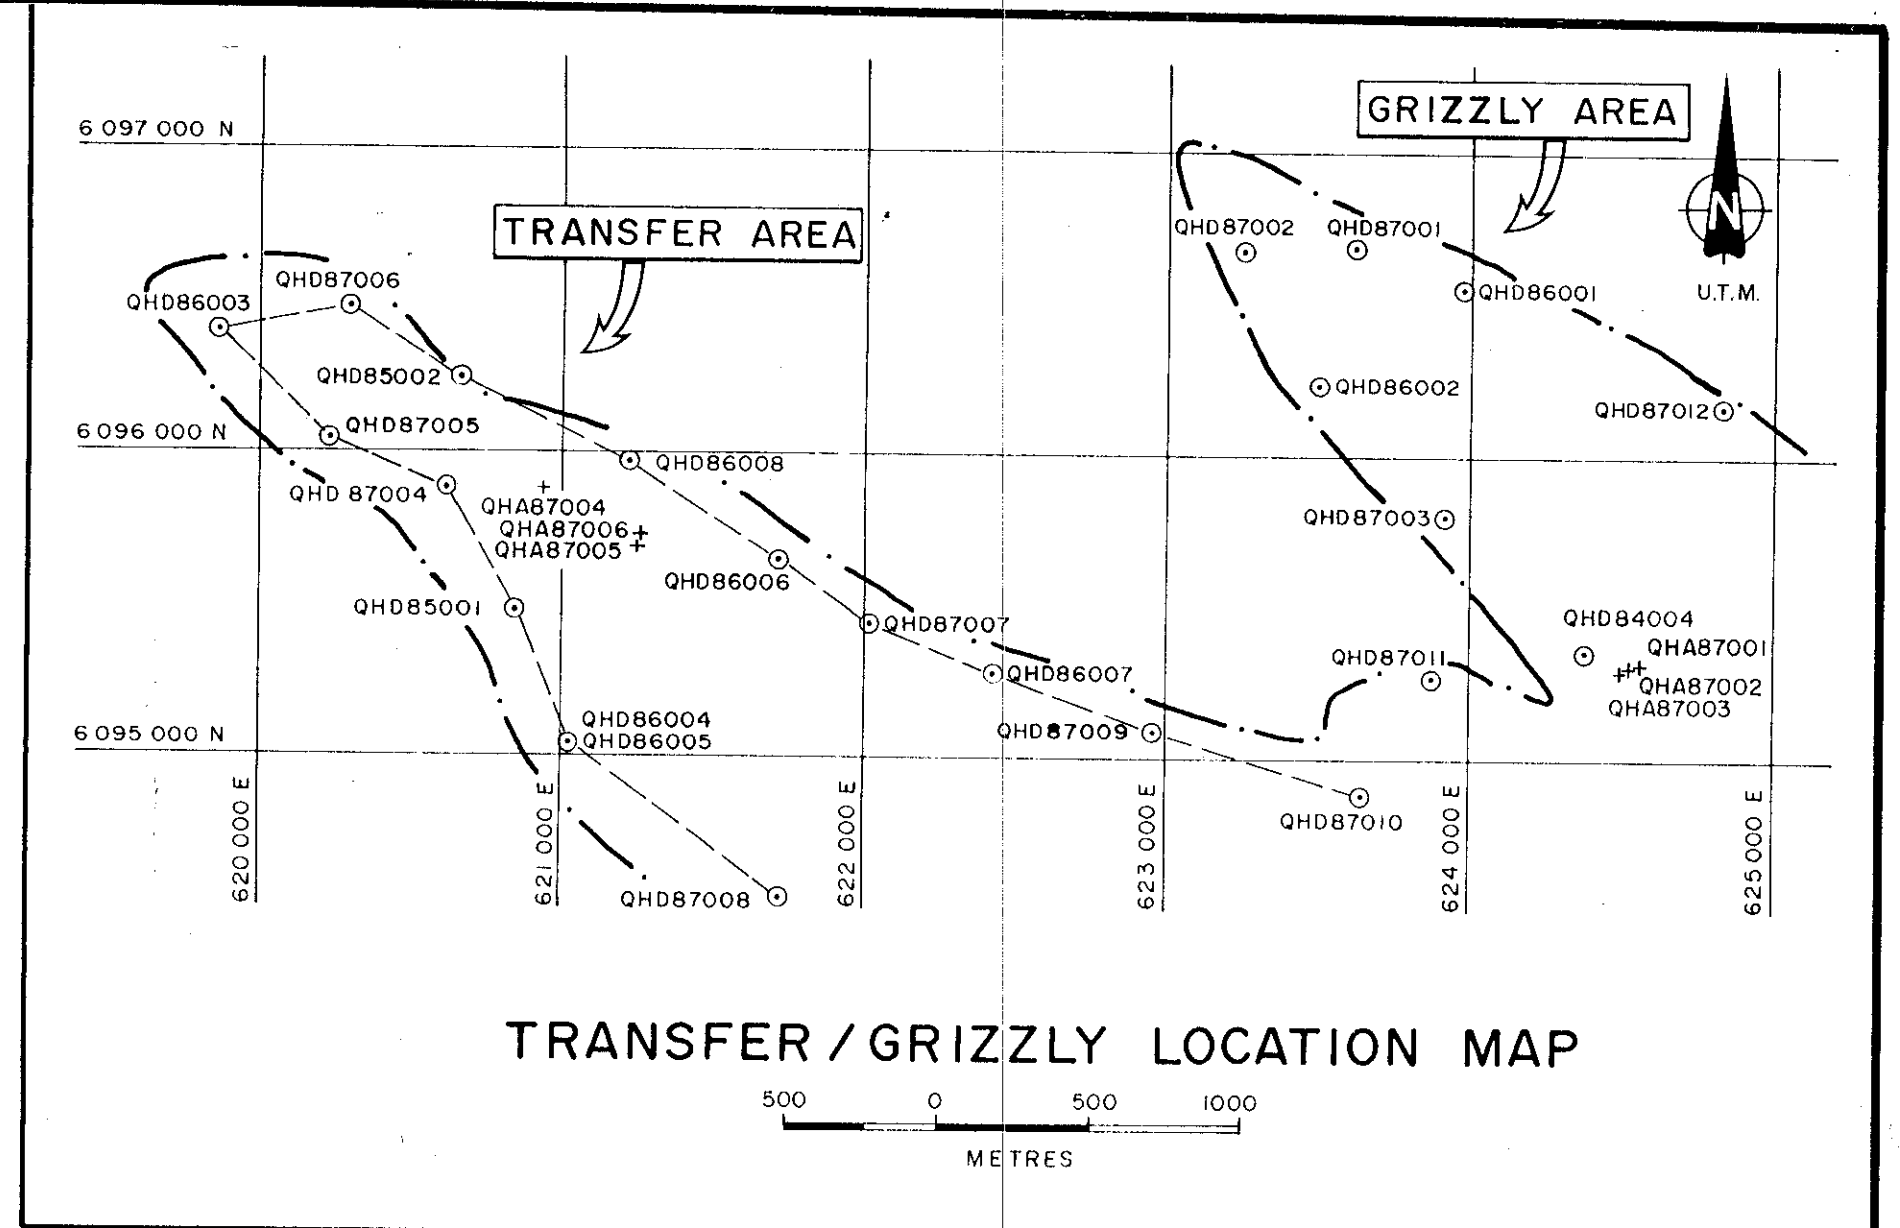 GRIZZLY AREA
6 097 000 N
TRANSFER AREA
N
U.T.M.
QHD87002
QHD87001
QHD87006
QHD86003
QHD86001
QHD85002
QHD86002
QHD87012
QHD87005
6 096 000 N
QHD86008
QHD 87004
QHA87004
QHA87006
QHA87005
QHD87003
QHD86006
QHD85001
QHD87007
QHD84004
QHA87001
QHD87011
QHD86007
QHA87002
QHA87003
QHD86004
QHD86005
QHD87009
6 095 000 N
QHD87010
620 000 E
621 000 E
622 000 E
623 000 E
624 000 E
625 000 E
QHD87008
TRANSFER / GRIZZLY LOCATION MAP
500 0 500 1000
METRES